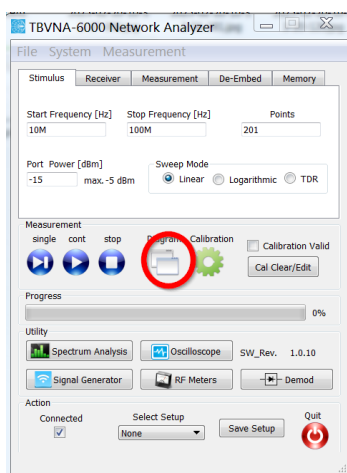 TBVNA-6000 Network Analyzer
File System Measurement
Stimulus Receiver Measurement De-Embed Memory
Start Frequency [Hz] Stop Frequency [Hz] Points
10M 100M 201
Port Power [dBm] Sweep Mode
-15 max. -5 dBm Linear Logarithmic TDR
Measurement
single cont stop Diagrams Calibration
Calibration Valid
Cal Clear/Edit
Progress
0%
Utility
Spectrum Analysis Oscilloscope SW_Rev. 1.0.10
Signal Generator RF Meters Demod
Action
Connected Select Setup Quit
None Save Setup